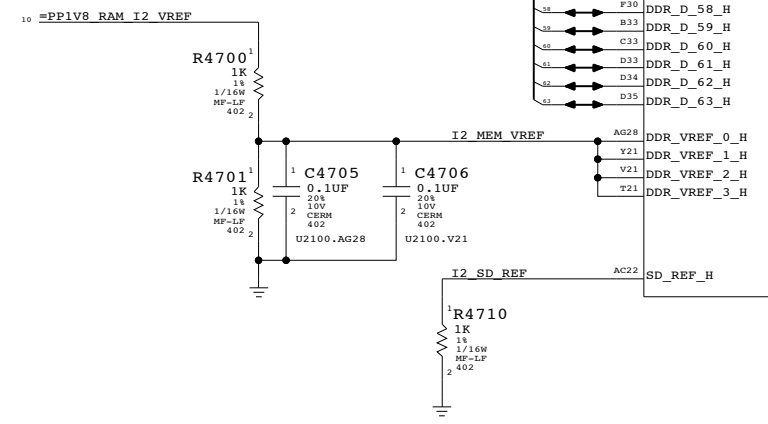 10 =PP1V8_RAM_I2_VREF
R4700 1
1K
1%
1/16W
MF-LF
402 2
R4701 1
1K
1%
1/16W
MF-LF
402 2
1 C4705
0.1UF
20%
10V
2 CERM
402
U2100.AG28
1 C4706
0.1UF
20%
10V
2 CERM
402
U2100.V21
58 F30 DDR_D_58_H
59 B33 DDR_D_59_H
60 C33 DDR_D_60_H
61 D33 DDR_D_61_H
62 D34 DDR_D_62_H
63 D35 DDR_D_63_H
I2_MEM_VREF AG28 DDR_VREF_0_H
Y21 DDR_VREF_1_H
V21 DDR_VREF_2_H
T21 DDR_VREF_3_H
I2_SD_REF AC22 SD_REF_H
1 R4710
1K
1%
1/16W
MF-LF
2 402